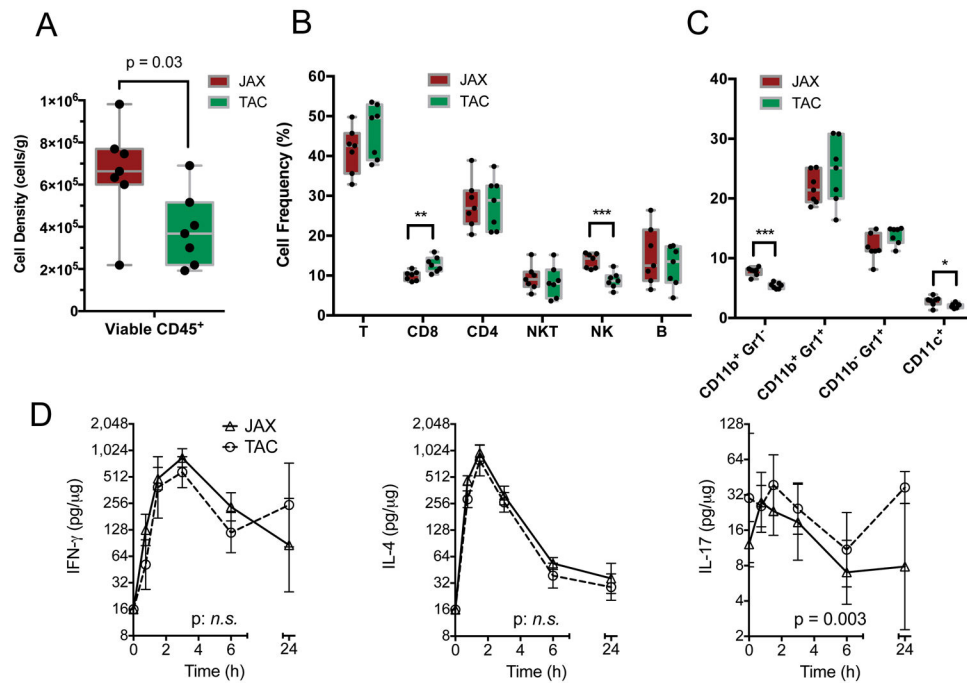 A
p = 0.03
JAX
TAC
Cell Density (cells/g)
1×10⁶
8×10⁵
6×10⁵
4×10⁵
2×10⁵
0
Viable CD45⁺
B
JAX
TAC
Cell Frequency (%)
60
50
40
30
20
10
0
**
***
T CD8 CD4 NKT NK B
C
JAX
TAC
40
30
20
10
0
***
*
CD11b⁺ Gr1⁻
CD11b⁺ Gr1⁺
CD11b⁻ Gr1⁺
CD11c⁺
D
JAX
TAC
IFN-γ (pg/μg)
2,048
1,024
512
256
128
64
32
16
8
p: n.s.
0 2 4 6 24
Time (h)
IL-4 (pg/μg)
2,048
1,024
512
256
128
64
32
16
8
p: n.s.
0 2 4 6 24
Time (h)
IL-17 (pg/μg)
128
64
32
16
8
4
2
p = 0.003
0 2 4 6 24
Time (h)